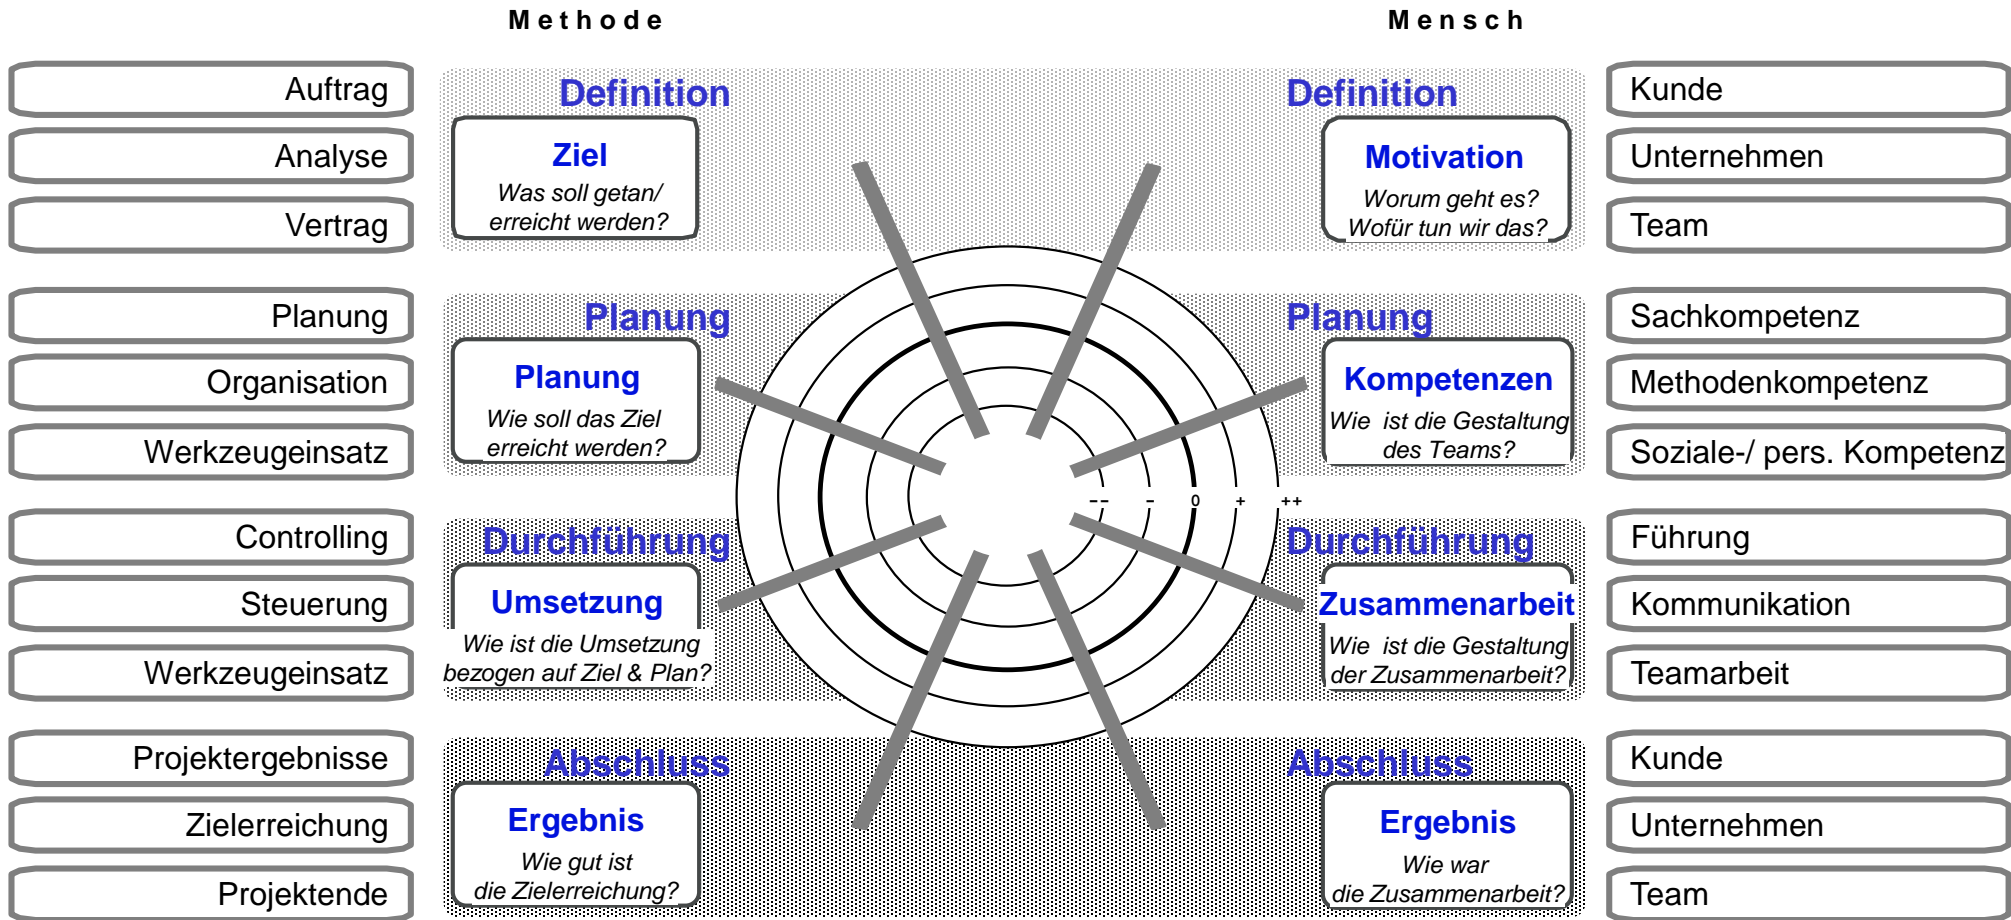 Methode
Mensch
Auftrag
Analyse
Vertrag
Definition
Ziel
Was soll getan/
erreicht werden?
Definition
Motivation
Worum geht es?
Wofür tun wir das?
Kunde
Unternehmen
Team
Planung
Organisation
Werkzeugeinsatz
Planung
Planung
Wie soll das Ziel
erreicht werden?
Planung
Kompetenzen
Wie ist die Gestaltung
des Teams?
Sachkompetenz
Methodenkompetenz
Soziale-/ pers. Kompetenz
-- - 0 + ++
Controlling
Steuerung
Werkzeugeinsatz
Durchführung
Umsetzung
Wie ist die Umsetzung
bezogen auf Ziel & Plan?
Durchführung
Zusammenarbeit
Wie ist die Gestaltung
der Zusammenarbeit?
Führung
Kommunikation
Teamarbeit
Projektergebnisse
Zielerreichung
Projektende
Abschluss
Ergebnis
Wie gut ist
die Zielerreichung?
Abschluss
Ergebnis
Wie war
die Zusammenarbeit?
Kunde
Unternehmen
Team